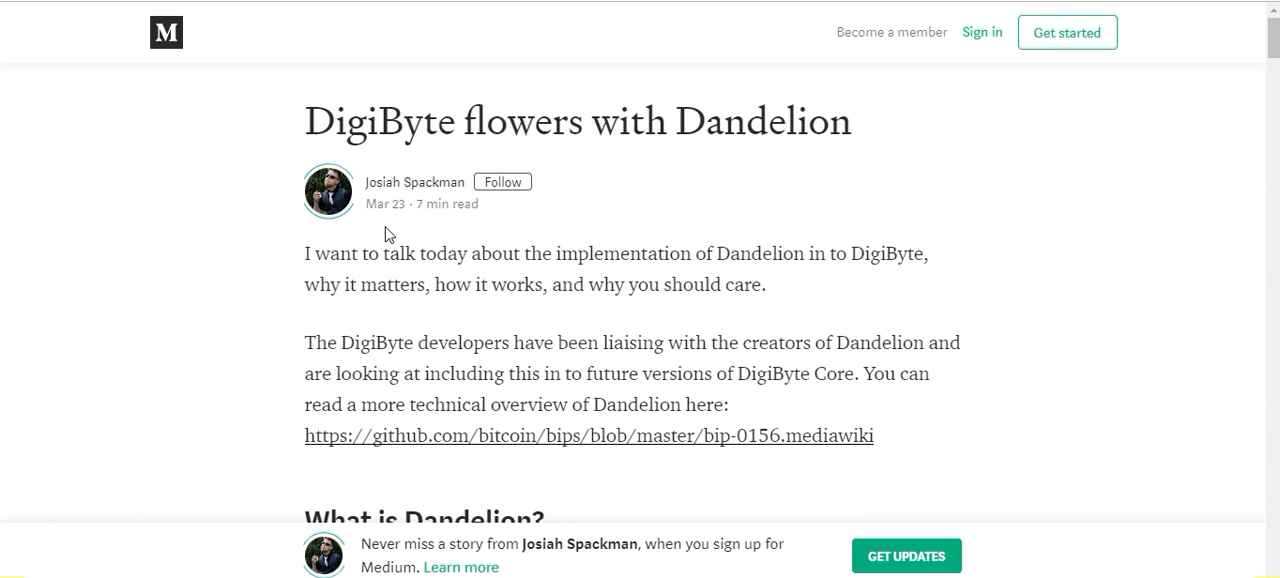 M
Become a member Sign in Get started
DigiByte flowers with Dandelion
Josiah Spackman Follow
Mar 23 · 7 min read
I want to talk today about the implementation of Dandelion in to DigiByte,
why it matters, how it works, and why you should care.
The DigiByte developers have been liaising with the creators of Dandelion and
are looking at including this in to future versions of DigiByte Core. You can
read a more technical overview of Dandelion here:
https://github.com/bitcoin/bips/blob/master/bip-0156.mediawiki
What is Dandelion?
Never miss a story from Josiah Spackman, when you sign up for
Medium. Learn more
GET UPDATES